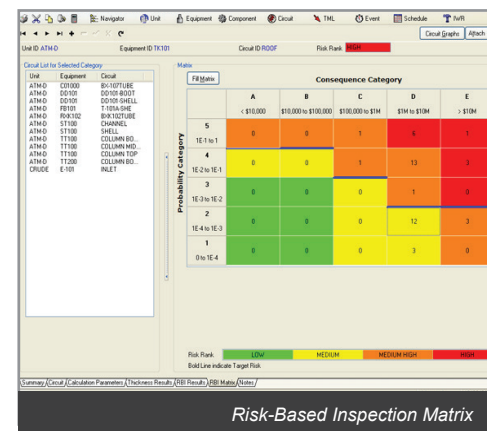 Navigator Unit Equipment Component Circuit TML Event Schedule IWR
Circuit Graphs Attach
Unit ID ATM-D Equipment ID TK101 Circuit ID ROOF Risk Rank HIGH
Circuit List for Selected Category
Unit Equipment Circuit
ATM-D C01000 BX-107TUBE
ATM-D DD101 DD101-BOOT
ATM-D DD101 DD101-SHELL
ATM-D FB101 T-101A-SHE
ATM-D RXK102 BXK102TUBE
ATM-D ST100 CHANNEL
ATM-D ST100 SHELL
ATM-D TT100 COLUMN BO...
ATM-D TT100 COLUMN MID...
ATM-D TT100 COLUMN TOP
ATM-D TT200 COLUMN BO...
CRUDE E-101 INLET
Matrix
Fill Matrix
Consequence Category
A B C D E
< $10,000 $10,000 to $100,000 $100,000 to $1M $1M to $10M > $10M
Probability Category
5
1E-1 to 1
0 0 1 6 1
4
1E-2 to 1E-1
0 0 1 13 3
3
1E-3 to 1E-2
0 0 0 1 0
2
1E-4 to 1E-3
0 0 0 12 3
1
0 to 1E-4
0 0 0 3 0
Risk Rank LOW MEDIUM MEDIUM HIGH HIGH
Bold Line indicate Target Risk
Summary Circuit Calculation Parameters Thickness Results RBI Results RBI Matrix Notes
Risk-Based Inspection Matrix